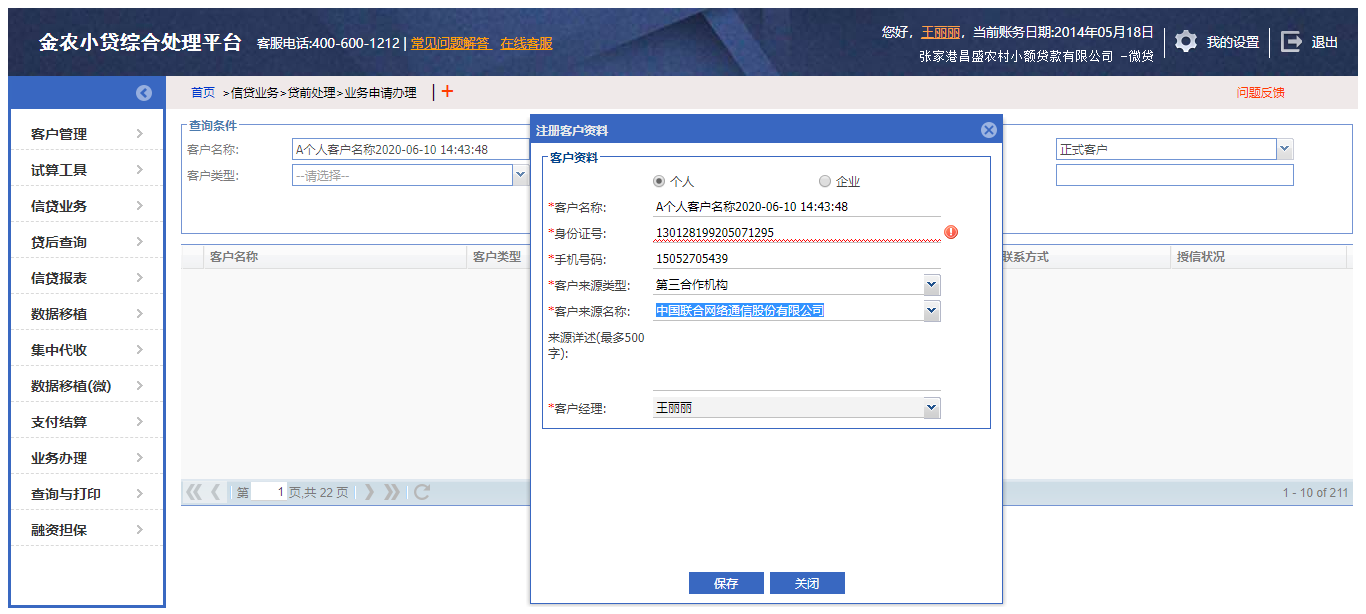 金农小贷综合处理平台 客服电话:400-600-1212 | 常见问题解答 在线客服
您好，王丽丽，当前账务日期:2014年05月18日
张家港昌盛农村小额贷款有限公司 -微贷
我的设置
退出
首页 >信贷业务>贷前处理>业务申请办理 | +
问题反馈
客户管理
试算工具
信贷业务
贷后查询
信贷报表
数据移植
集中代收
数据移植(微)
支付结算
业务办理
查询与打印
融资担保
查询条件
客户名称: A个人客户名称2020-06-10 14:43:48
正式客户
客户类型: --请选择--
客户名称 客户类型 联系方式 授信状况
第 1 页,共 22 页
1 - 10 of 211
注册客户资料
客户资料
个人 企业
*客户名称: A个人客户名称2020-06-10 14:43:48
*身份证号: 130128199205071295
*手机号码: 15052705439
*客户来源类型: 第三合作机构
*客户来源名称: 中国联合网络通信股份有限公司
来源详述(最多500
字):
*客户经理: 王丽丽
保存 关闭